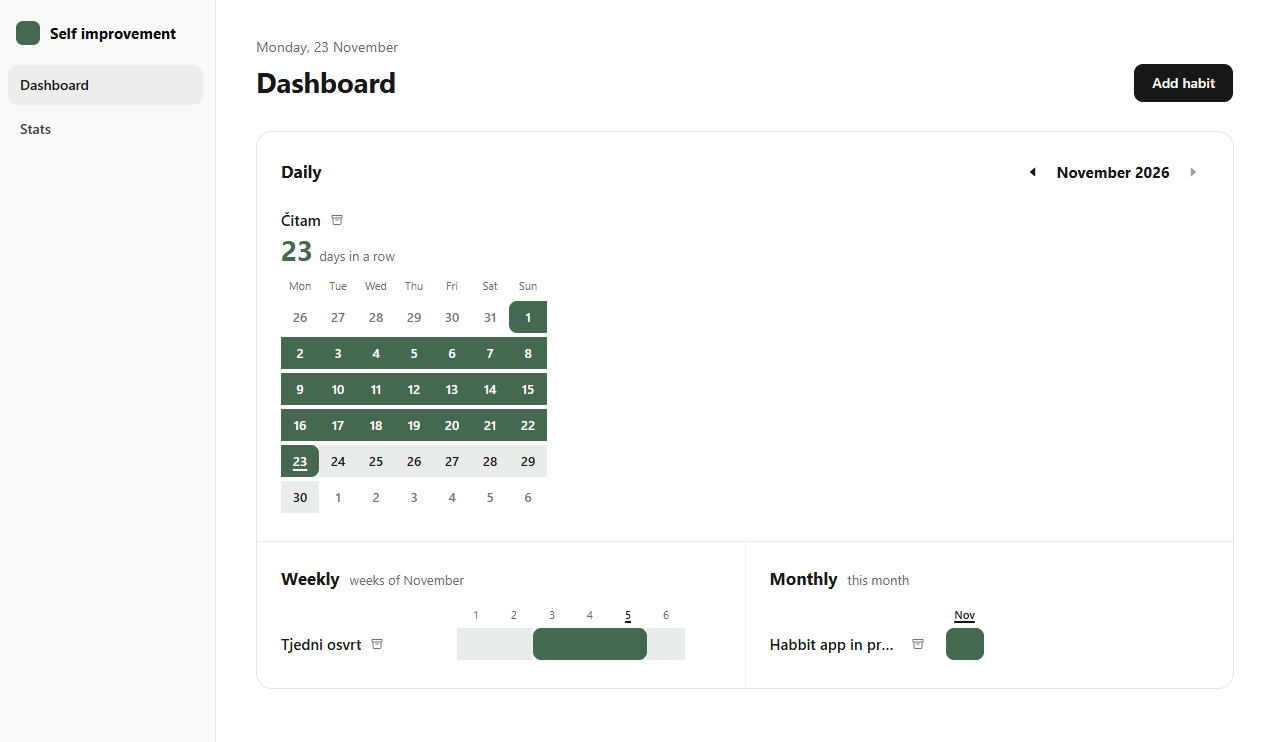 Self improvement
Dashboard
Stats
Monday, 23 November
Dashboard
Add habit
Daily
November 2026
Čitam
23 days in a row
Mon Tue Wed Thu Fri Sat Sun
26 27 28 29 30 31 1
2 3 4 5 6 7 8
9 10 11 12 13 14 15
16 17 18 19 20 21 22
23 24 25 26 27 28 29
30 1 2 3 4 5 6
Weekly weeks of November
1 2 3 4 5 6
Tjedni osvrt
Monthly this month
Nov
Habbit app in pr...